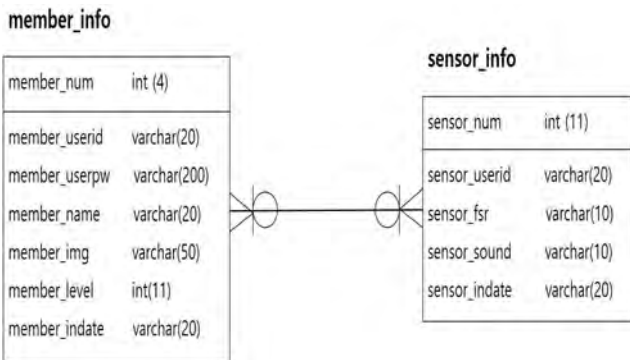 member_info
member_num int (4)
member_userid varchar(20)
member_userpw varchar(200)
member_name varchar(20)
member_img varchar(50)
member_level int(11)
member_indate varchar(20)
sensor_info
sensor_num int (11)
sensor_userid varchar(20)
sensor_fsr varchar(10)
sensor_sound varchar(10)
sensor_indate varchar(20)